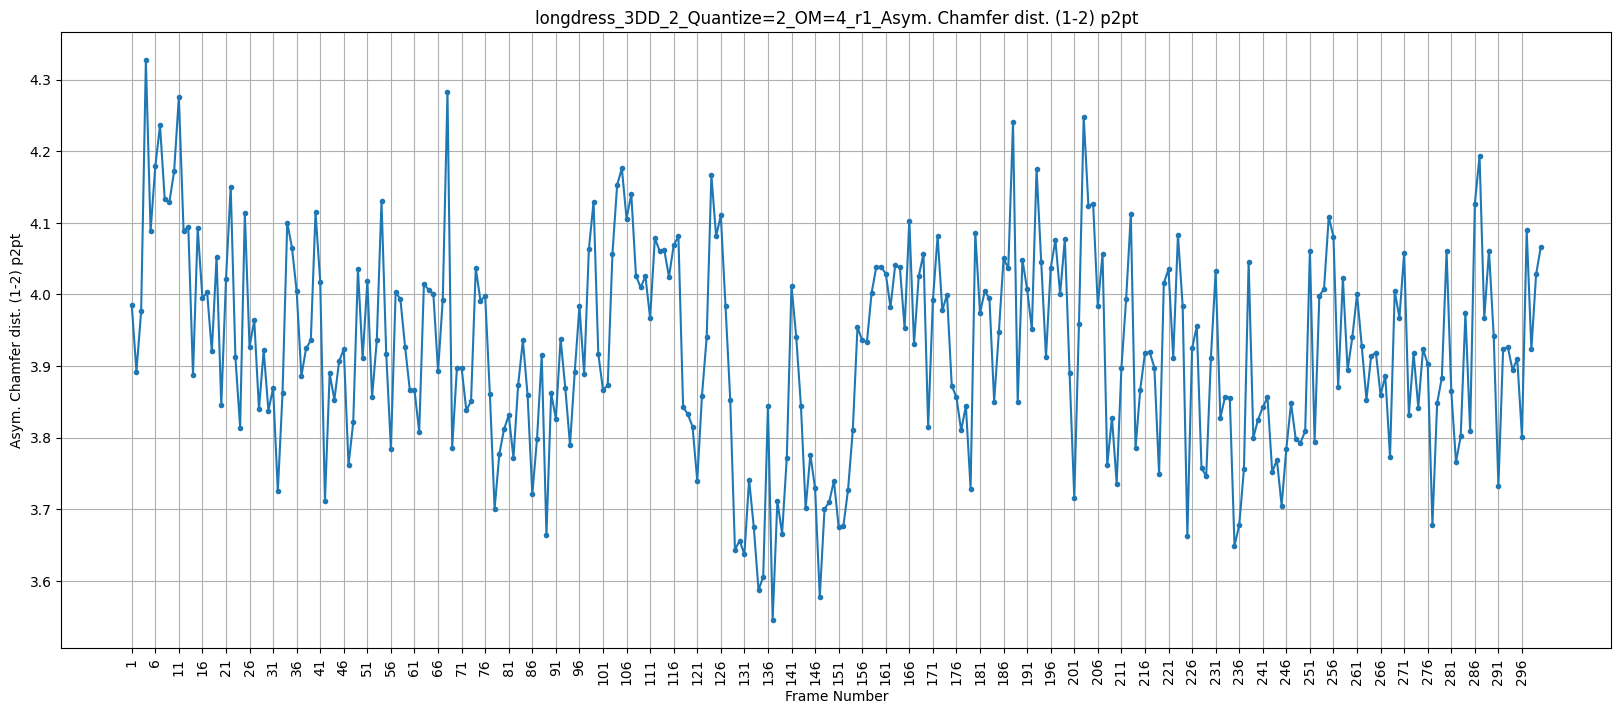 longdress_3DD_2_Quantize=2_OM=4_r1_Asym. Chamfer dist. (1-2) p2pt
Asym. Chamfer dist. (1-2) p2pt
4.3
4.2
4.1
4.0
3.9
3.8
3.7
3.6
1 6 11 16 21 26 31 36 41 46 51 56 61 66 71 76 81 86 91 96 101 106 111 116 121 126 131 136 141 146 151 156 161 166 171 176 181 186 191 196 201 206 211 216 221 226 231 236 241 246 251 256 261 266 271 276 281 286 291 296
Frame Number